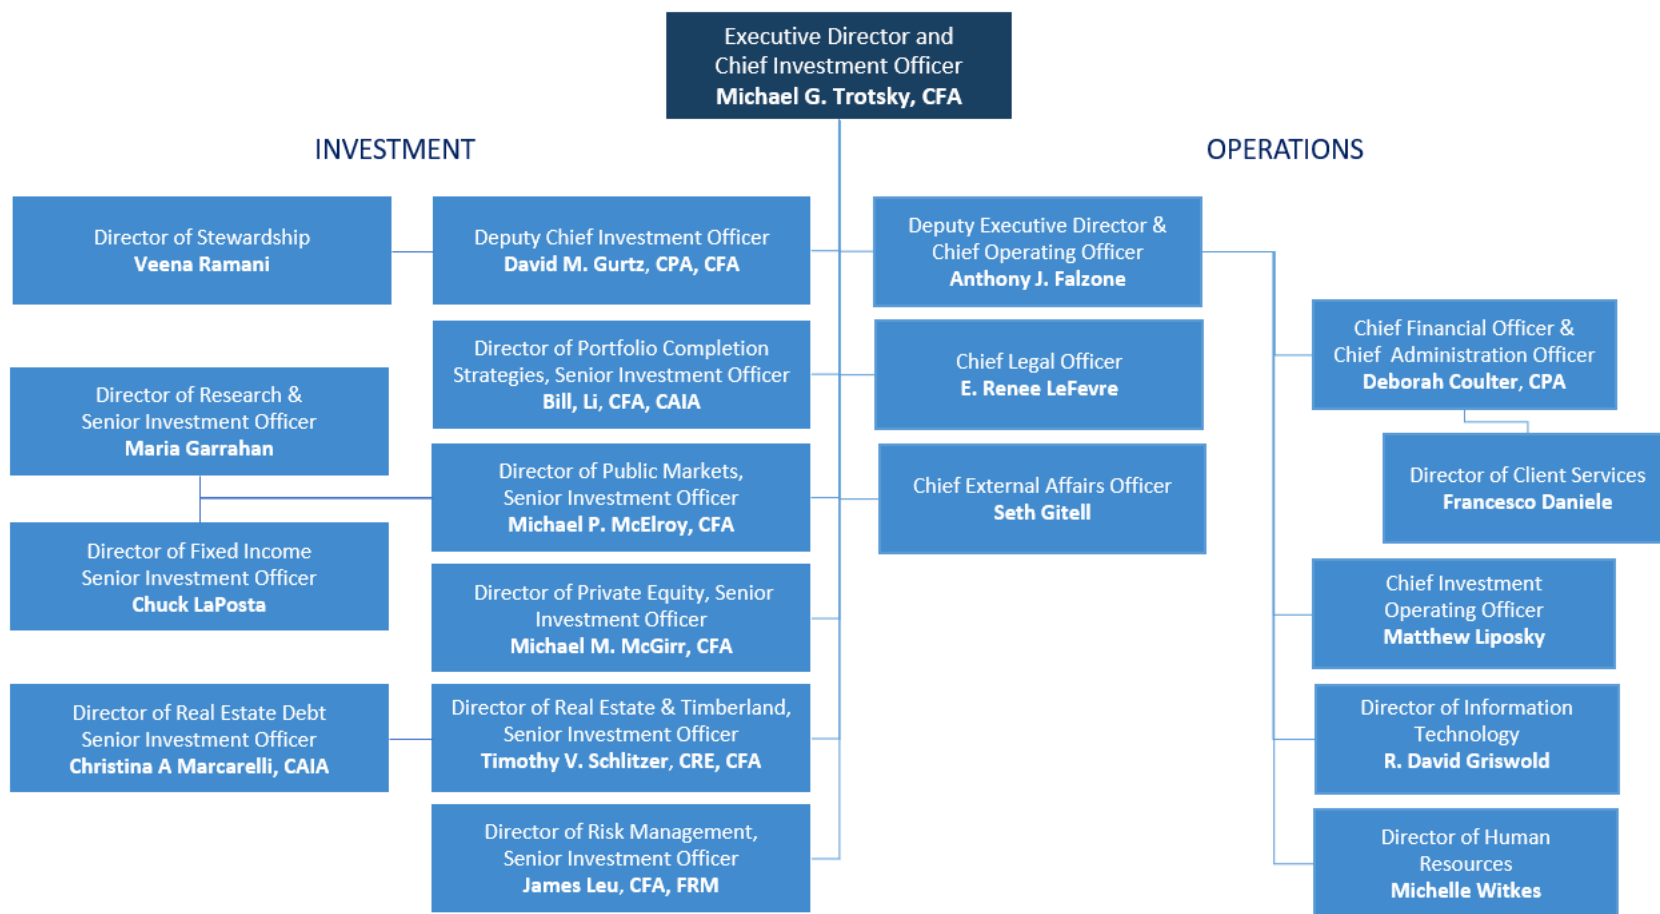 Executive Director and
Chief Investment Officer
Michael G. Trotsky, CFA
INVESTMENT
OPERATIONS
Director of Stewardship
Veena Ramani
Deputy Chief Investment Officer
David M. Gurtz, CPA, CFA
Deputy Executive Director &
Chief Operating Officer
Anthony J. Falzone
Director of Portfolio Completion
Strategies, Senior Investment Officer
Bill, Li, CFA, CAIA
Chief Legal Officer
E. Renee LeFevre
Chief Financial Officer &
Chief Administration Officer
Deborah Coulter, CPA
Director of Research &
Senior Investment Officer
Maria Garrahan
Director of Public Markets,
Senior Investment Officer
Michael P. McElroy, CFA
Chief External Affairs Officer
Seth Gitell
Director of Client Services
Francesco Daniele
Director of Fixed Income
Senior Investment Officer
Chuck LaPosta
Director of Private Equity, Senior
Investment Officer
Michael M. McGirr, CFA
Chief Investment
Operating Officer
Matthew Liposky
Director of Real Estate Debt
Senior Investment Officer
Christina A Marcarelli, CAIA
Director of Real Estate & Timberland,
Senior Investment Officer
Timothy V. Schlitzer, CRE, CFA
Director of Information
Technology
R. David Griswold
Director of Risk Management,
Senior Investment Officer
James Leu, CFA, FRM
Director of Human
Resources
Michelle Witkes